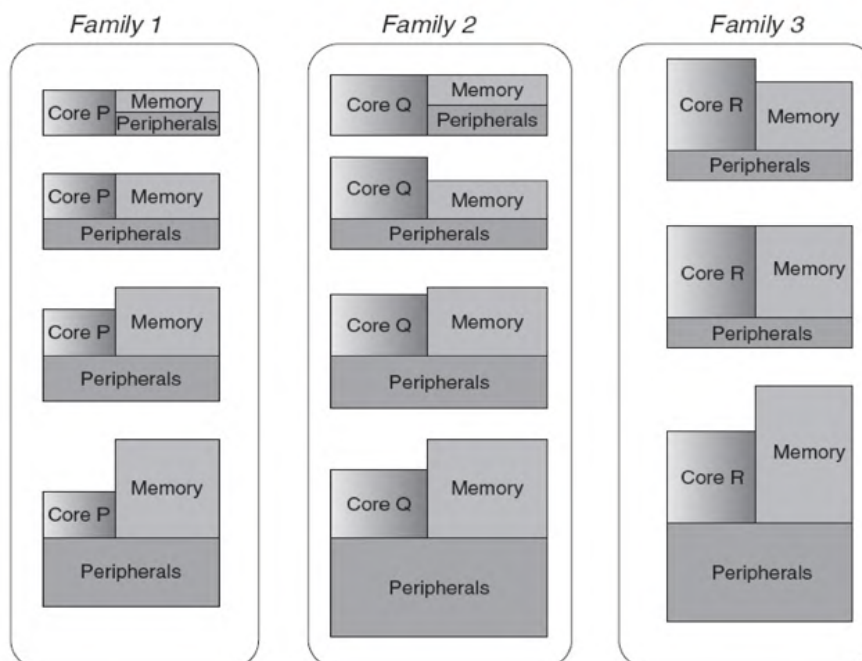 Family 1
Core P
Memory
Peripherals
Core P
Memory
Peripherals
Core P
Memory
Peripherals
Core P
Memory
Peripherals
Family 2
Core Q
Memory
Peripherals
Core Q
Memory
Peripherals
Core Q
Memory
Peripherals
Core Q
Memory
Peripherals
Family 3
Core R
Memory
Peripherals
Core R
Memory
Peripherals
Core R
Memory
Peripherals